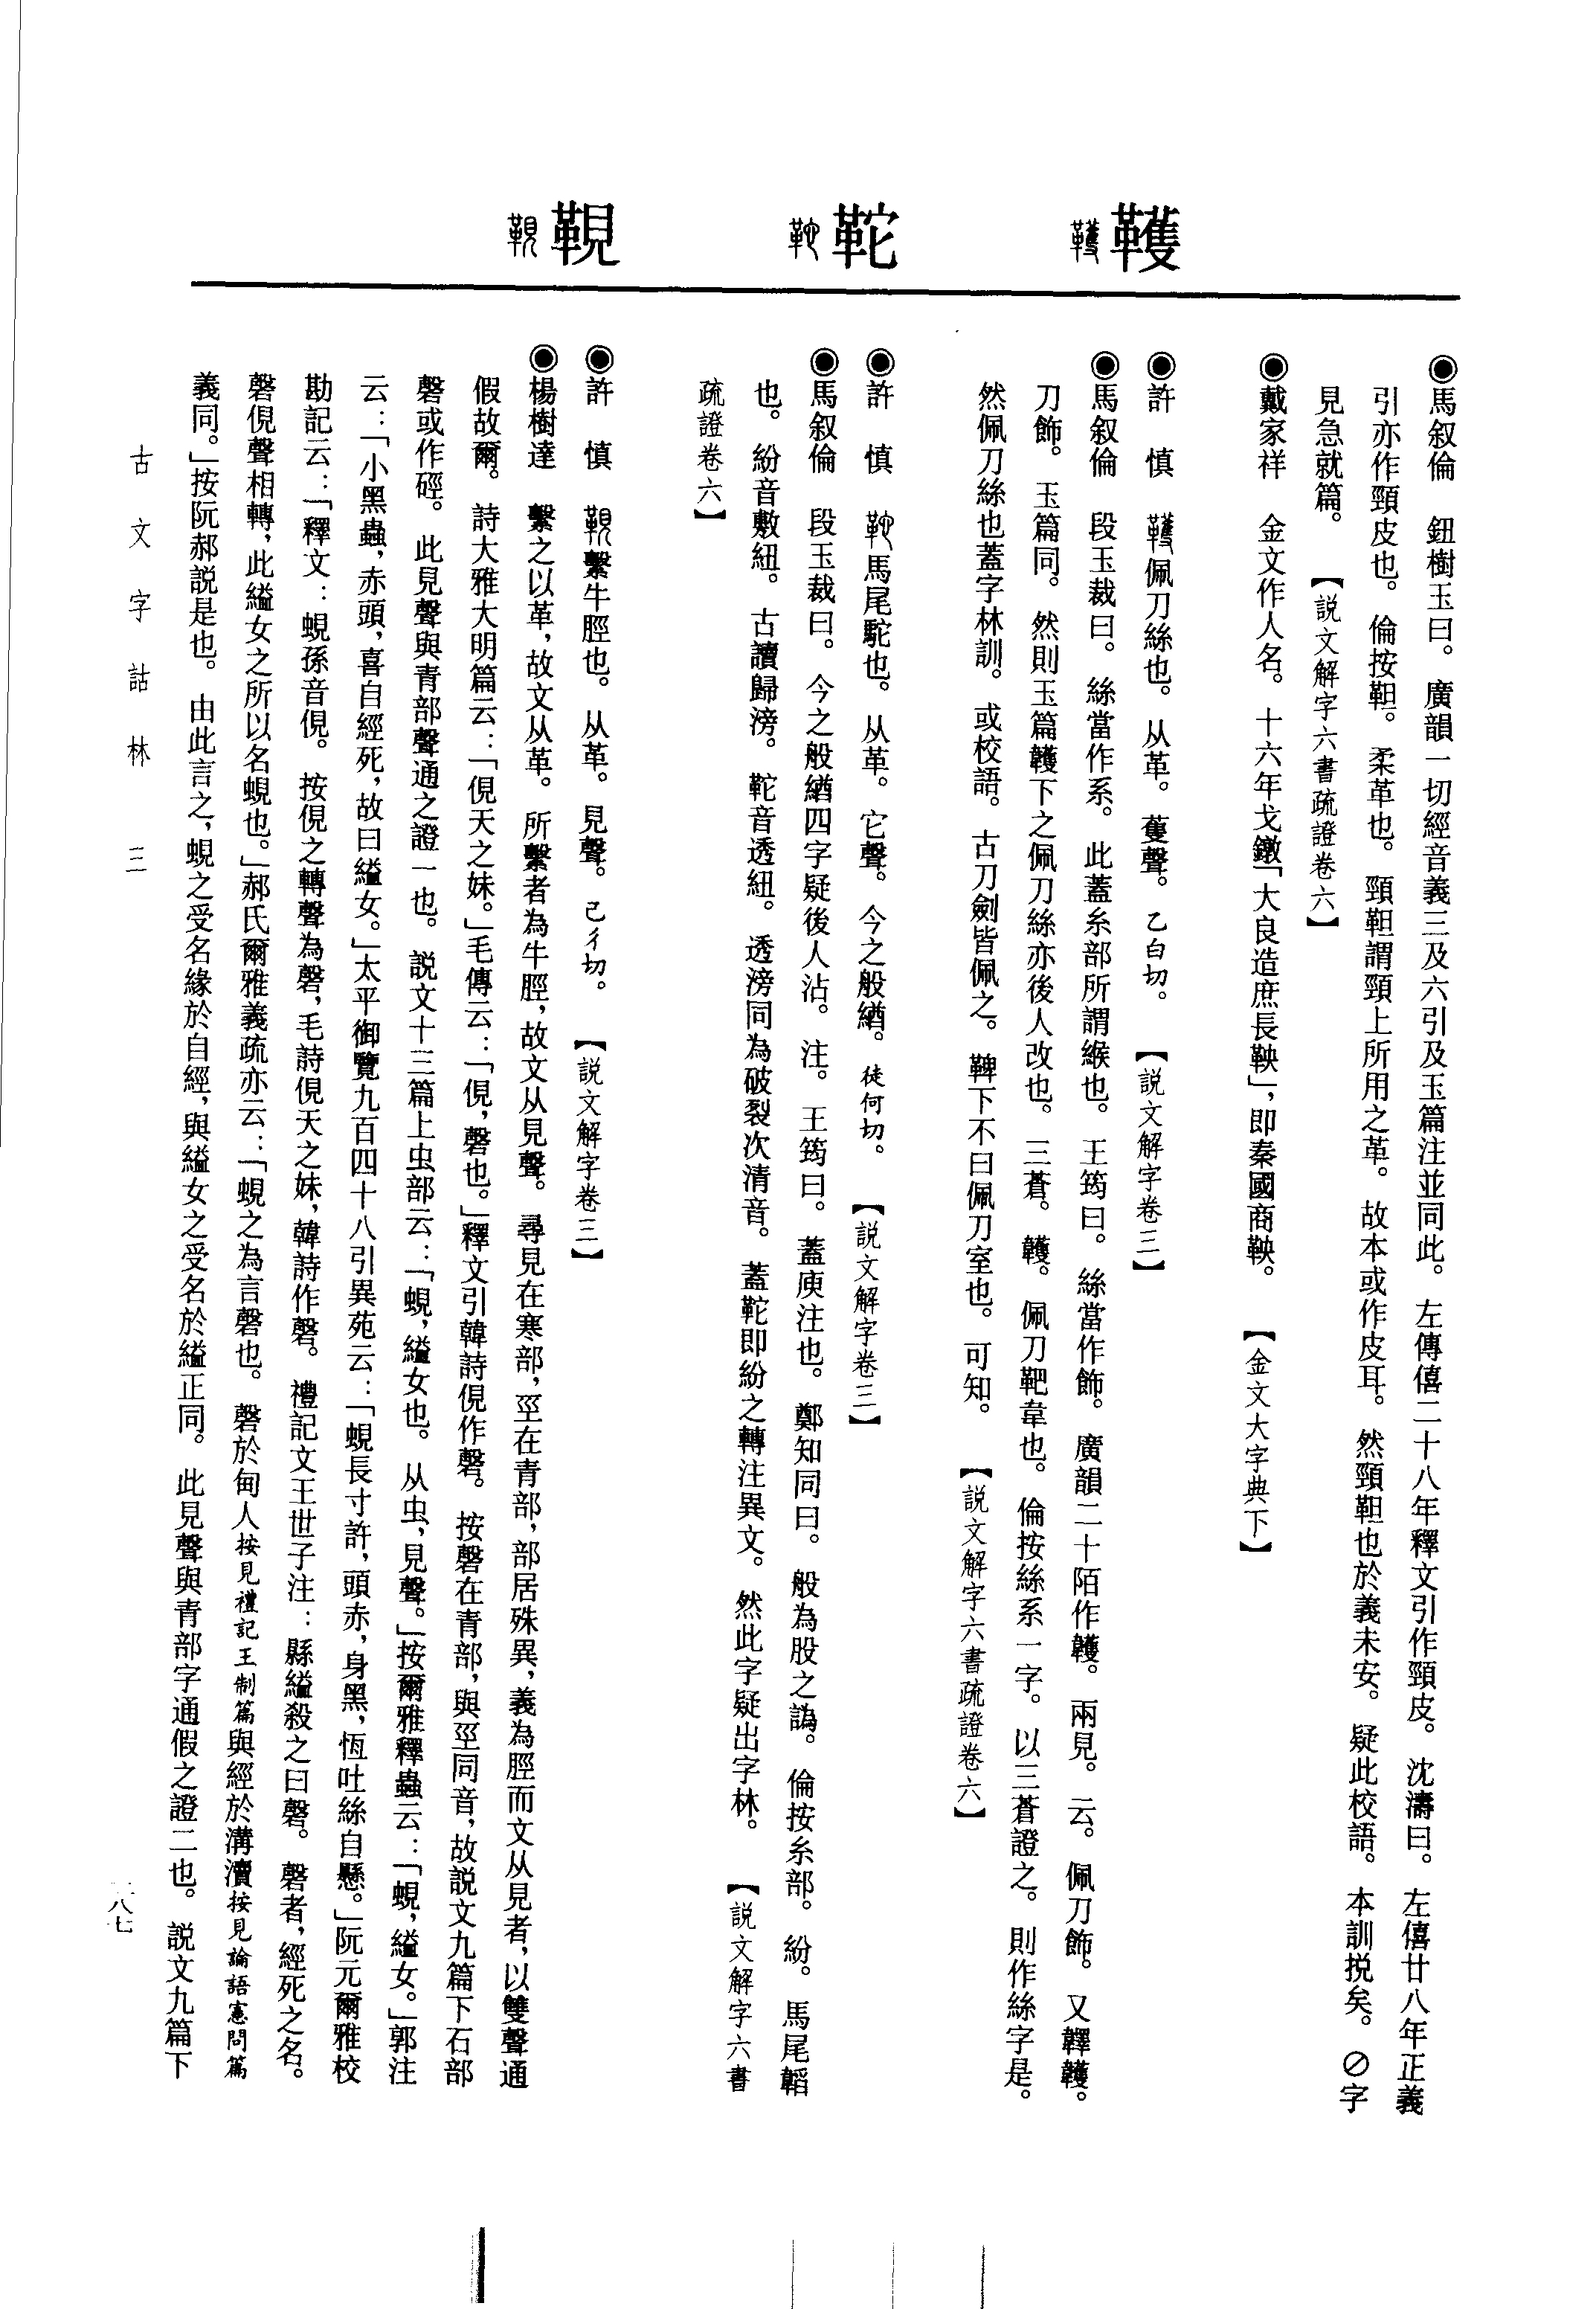 韄
鞁
䩿
◉馬叙倫　鈕樹玉曰。廣韻一切經音義三及六引及玉篇注並同此。左傳僖二十八年釋文引作頸皮。沈濤曰。左僖廿八年正義
引亦作頸皮也。倫按靼。柔革也。頸靼謂頸上所用之革。故本或作皮耳。然頸靼也於義未安。疑此校語。本訓挩矣。⊘字
見急就篇。　【説文解字六書疏證卷六】
◉戴家祥　金文作人名。十六年戈鐓「大良造庶長鞅」，即秦國商鞅。　【金文大字典下】
◉許　慎　韄佩刀絲也。从革。蒦聲。乙白切。　【説文解字卷三】
◉馬叙倫　段玉裁曰。絲當作系。此蓋糸部所謂緱也。王筠曰。絲當作飾。廣韻二十陌作韄。兩見。云。佩刀飾。又韚韄。
刀飾。玉篇同。然則玉篇韄下之佩刀絲亦後人改也。三蒼。韄。佩刀靶韋也。倫按絲系一字。以三蒼證之。則作絲字是。
然佩刀絲也蓋字林訓。或校語。古刀劍皆佩之。鞞下不曰佩刀室也。可知。　【説文解字六書疏證卷六】
◉許　慎　鞁馬尾駝也。从革。它聲。今之般緧。徒何切。　【説文解字卷三】
◉馬叙倫　段玉裁曰。今之般緧四字疑後人沾。注。王筠曰。蓋庾注也。鄭知同曰。般為股之譌。倫按糸部。紛。馬尾韜
也。紛音敷紐。古讀歸滂。鞁音透紐。透滂同為破裂次清音。蓋鞁即紛之轉注異文。然此字疑出字林。　【説文解字六書
疏證卷六】
◉許　慎　䩿繫牛脛也。从革。見聲。己彳切。　【説文解字卷三】
◉楊樹達　繫之以革，故文从革。所繫者為牛脛，故文从見聲。尋見在寒部，巠在青部，部居殊異，義為脛而文从見者，以雙聲通
假故爾。詩大雅大明篇云：「俔天之妹。」毛傳云：「俔，磬也。」釋文引韓詩俔作磬。按磬在青部，與巠同音，故説文九篇下石部
磬或作硜。此見聲與青部聲通之證一也。説文十三篇上虫部云：「蜆，縊女也。从虫，見聲。」按爾雅釋蟲云：「蜆，縊女。」郭注
云：「小黑蟲，赤頭，喜自經死，故曰縊女。」太平御覽九百四十八引異苑云：「蜆長寸許，頭赤，身黑，恆吐絲自懸。」阮元爾雅校
勘記云：「釋文：蜆孫音俔。按俔之轉聲為磬，毛詩俔天之妹，韓詩作磬。禮記文王世子注：縣縊殺之曰磬。磬者，經死之名。
磬俔聲相轉，此縊女之所以名蜆也。」郝氏爾雅義疏亦云：「蜆之為言磬也。磬於甸人按見禮記王制篇與經於溝瀆按見論語憲問篇
義同。」按阮郝説是也。由此言之，蜆之受名緣於自經，與縊女之受名於縊正同。此見聲與青部字通假之證二也。説文九篇下
古文字詁林　三
八七